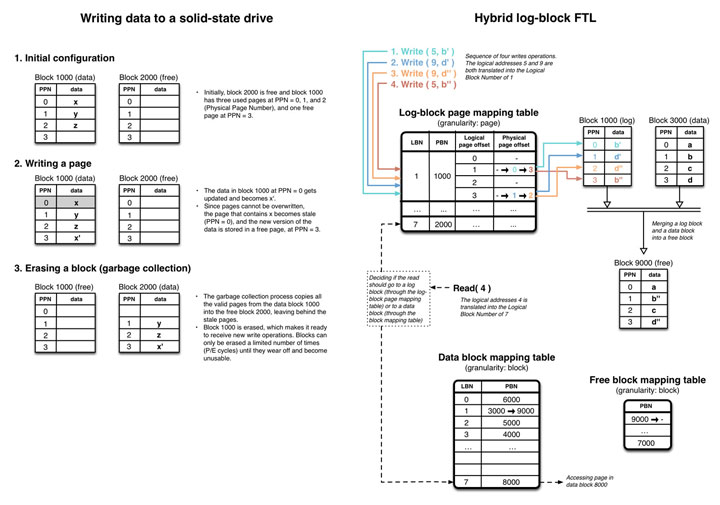 Writing data to a solid-state drive
1. Initial configuration
Block 1000 (data) Block 2000 (free)
PPN data PPN data
0 x 0
1 y 1
2 z 2
3 3
• Initially, block 2000 is free and block 1000
has three used pages at PPN = 0, 1, and 2
(Physical Page Number), and one free
page at PPN = 3.
2. Writing a page
Block 1000 (data) Block 2000 (free)
PPN data PPN data
0 x 0
1 y 1
2 z 2
3 x' 3
• The data in block 1000 at PPN = 0 gets
updated and becomes x'.
• Since pages cannot be overwritten,
the page that contains x becomes stale
(PPN = 0), and the new version of the
data is stored in a free page, at PPN = 3.
3. Erasing a block (garbage collection)
Block 1000 (free) Block 2000 (data)
PPN data PPN data
0
1 1 y
2 2 z
3 3 x'
• The garbage collection process copies all
the valid pages from the data block 1000
into the free block 2000, leaving behind the
stale pages.
• Block 1000 is erased, which makes it ready
to receive new write operations. Blocks can
only be erased a limited number of times
(P/E cycles) until they wear off and become
unusable.
Hybrid log-block FTL
1. Write ( 5, b' )
2. Write ( 9, d' )
3. Write ( 9, d'' )
4. Write ( 5, b'' )
Sequence of four writes operations.
The logical addresses 5 and 9 are
both translated into the Logical
Block Number of 1
Log-block page mapping table
(granularity: page)
LBN PBN Logical page offset Physical page offset
1 1000
0 -
1 - ➞ 0 ➞ 3
2 -
3 - ➞ 1 ➞ 2
... ... ... ...
7 2000 ... ...
Block 1000 (log) Block 3000 (data)
PPN data PPN data
0 b' 0 a
1 d' 1 b
2 d'' 2 c
3 b'' 3 d
Merging a log block
and a data block
into a free block
Block 9000 (free)
PPN data
0 a
1 b''
2 c
3 d''
Deciding if the read
should go to a log
block (through the log-
block page mapping
table) or to a data
block (through the
block mapping table)
Read( 4 )
The logical addresses 4 is
translated into the Logical
Block Number of 7
Data block mapping table
(granularity: block)
LBN PBN
0 6000
1 3000 ➞ 9000
2 5000
3 4000
... ...
7 8000
Accessing page in
data block 8000
Free block mapping table
(granularity: block)
PBN
9000 ➞ -
...
7000